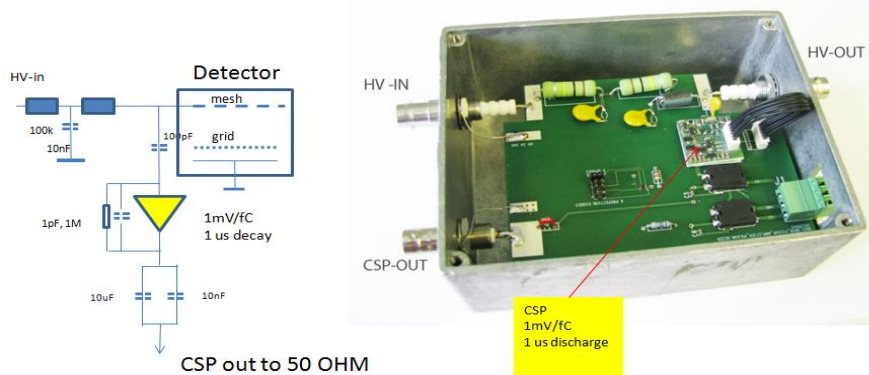 HV-in
Detector
mesh
100k
10nF
100pF
grid
1pF, 1M
1mV/fC
1 us decay
10uF
10nF
CSP out to 50 OHM
HV -IN
HV-OUT
CSP-OUT
CSP
1mV/fC
1 us discharge